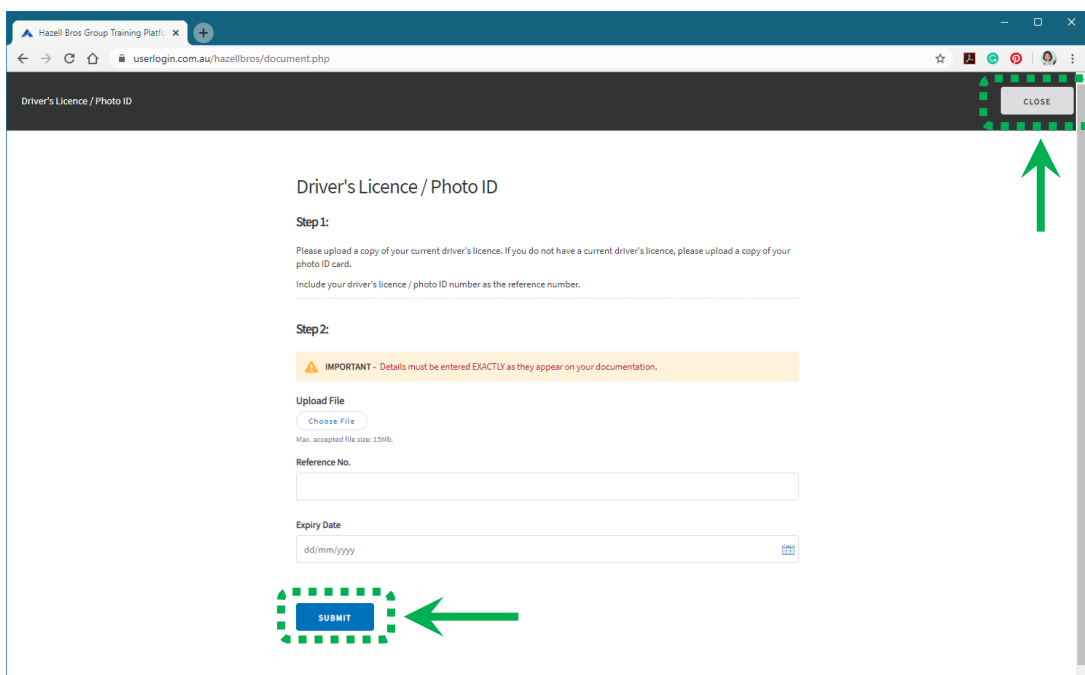 Hazell Bros Group Training Platfo
userlogin.com.au/hazellbros/document.php
Driver's Licence / Photo ID
CLOSE
Driver's Licence / Photo ID
Step 1:
Please upload a copy of your current driver's licence. If you do not have a current driver's licence, please upload a copy of your
photo ID card.
Include your driver's licence / photo ID number as the reference number.
Step 2:
IMPORTANT - Details must be entered EXACTLY as they appear on your documentation.
Upload File
Choose File
Max. accepted file size: 15Mb.
Reference No.
Expiry Date
dd/mm/yyyy
SUBMIT